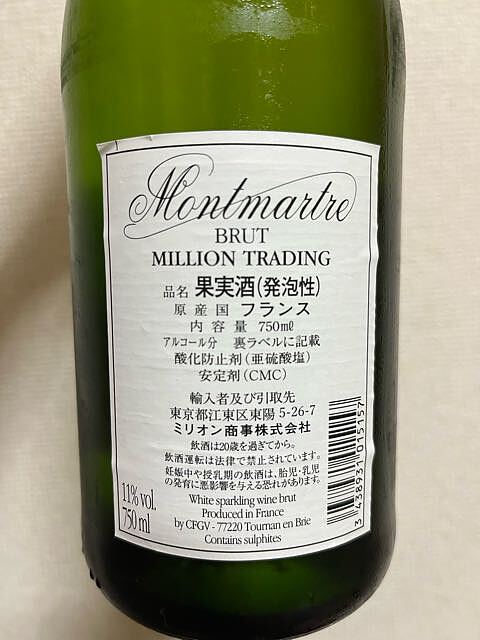 Montmartre
BRUT
MILLION TRADING
品名 果実酒(発泡性)
原産国 フランス
内容量 750㎖
アルコール分 裏ラベルに記載
酸化防止剤(亜硫酸塩)
安定剤(CMC)
輸入者及び引取先
東京都江東区東陽 5-26-7
ミリオン商事株式会社
飲酒は20歳を過ぎてから。
飲酒運転は法律で禁止されています。
妊娠中や授乳期の飲酒は、胎児・乳児
の発育に悪影響を与える恐れがあります。
11% vol.
750 ml
White sparkling wine brut
Produced in France
by CFGV - 77220 Tournan en Brie
Contains sulphites
3 438931 015157